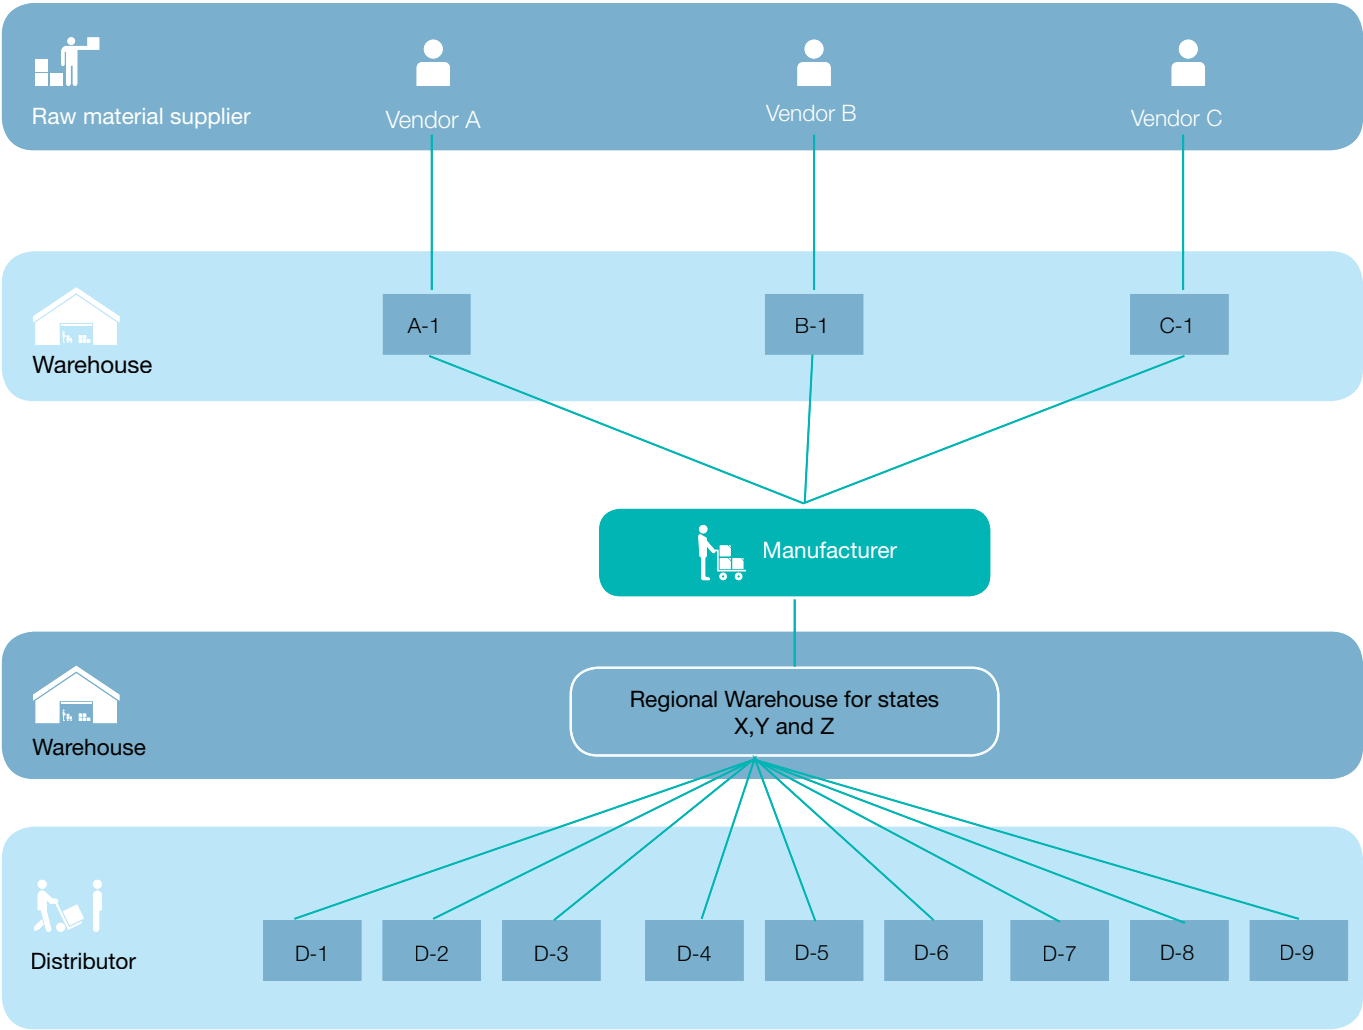 Raw material supplier
Vendor A
Vendor B
Vendor C
A-1
B-1
C-1
Warehouse
Manufacturer
Regional Warehouse for states
X,Y and Z
Warehouse
D-1
D-2
D-3
D-4
D-5
D-6
D-7
D-8
D-9
Distributor